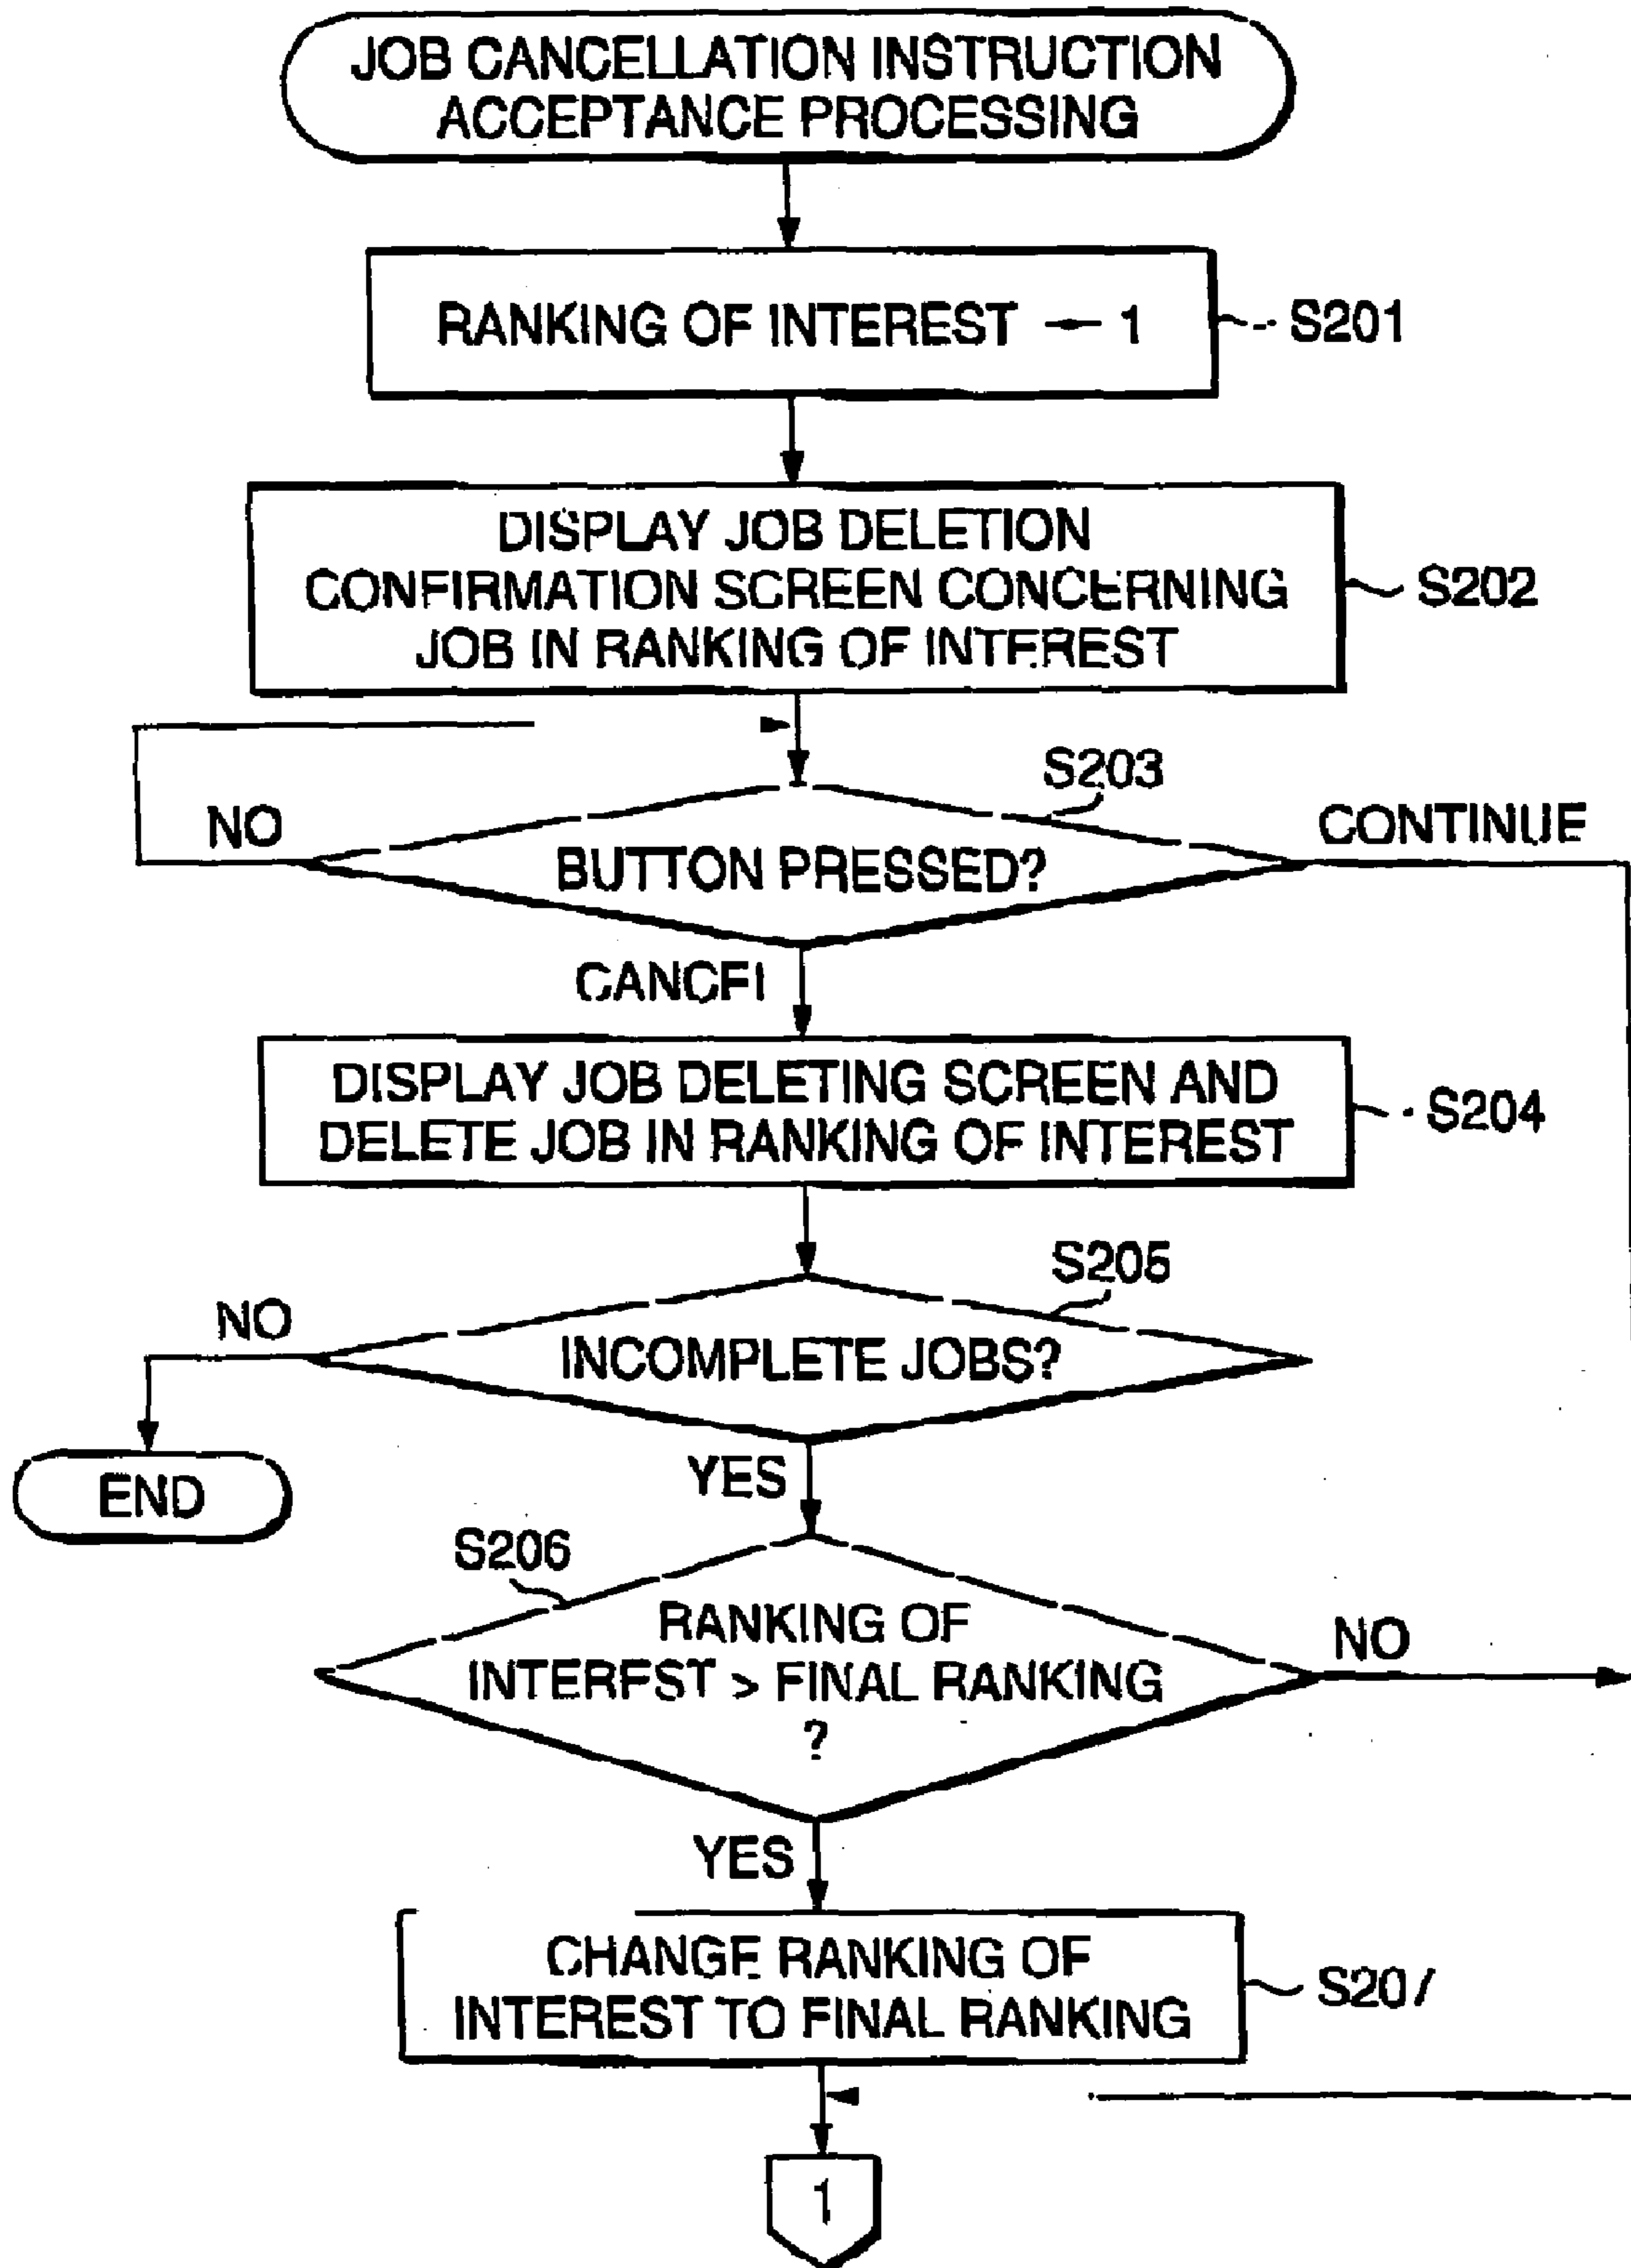 JOB CANCELLATION INSTRUCTION
ACCEPTANCE PROCESSING
RANKING OF INTEREST ← 1
S201
DISPLAY JOB DELETION
CONFIRMATION SCREEN CONCERNING
JOB IN RANKING OF INTEREST
S202
S203
NO
CONTINUE
BUTTON PRESSED?
CANCEL
DISPLAY JOB DELETING SCREEN AND
DELETE JOB IN RANKING OF INTEREST
S204
S205
NO
INCOMPLETE JOBS?
END
YES
S206
RANKING OF
INTEREST > FINAL RANKING
?
NO
YES
CHANGE RANKING OF
INTEREST TO FINAL RANKING
S207
1